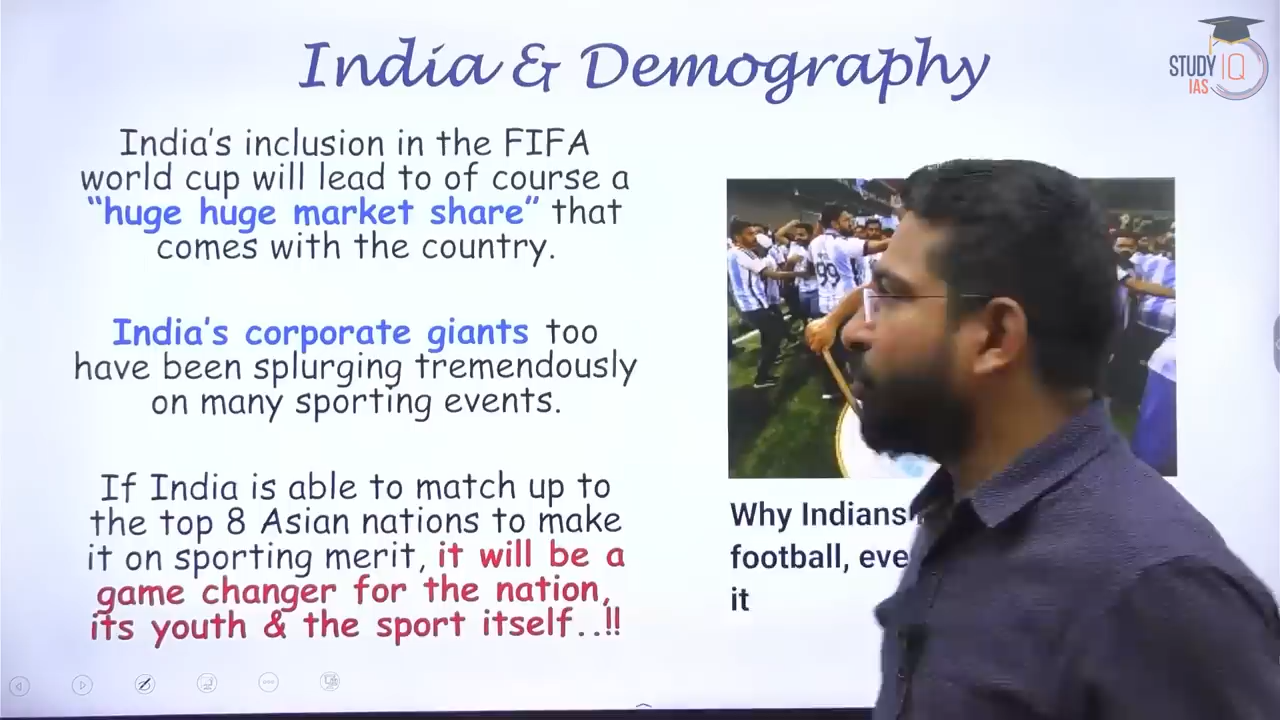 India & Demography
STUDY IQ
IAS
India's inclusion in the FIFA
world cup will lead to of course a
“huge huge market share” that
comes with the country.
India's corporate giants too
have been splurging tremendously
on many sporting events.
If India is able to match up to
the top 8 Asian nations to make
it on sporting merit, it will be a
game changer for the nation,
its youth & the sport itself..!!
99
Why Indians
football,
it